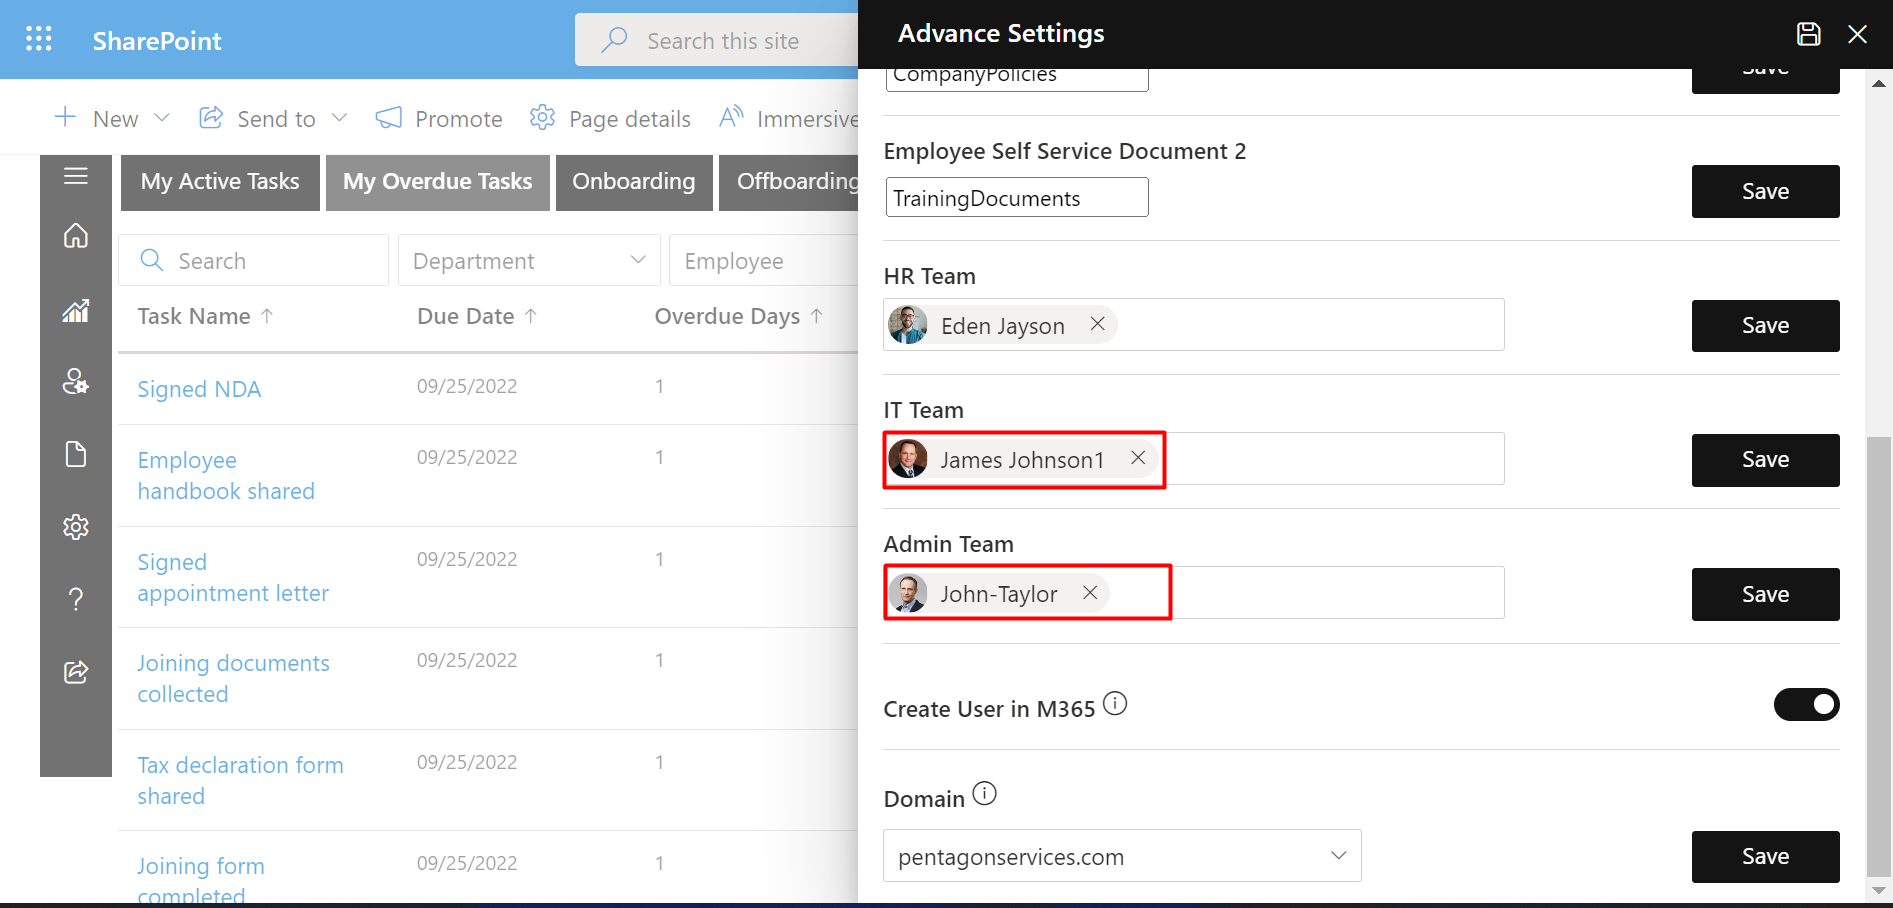 SharePoint
Search this site
New
Send to
Promote
Page details
Immersive
My Active Tasks
My Overdue Tasks
Onboarding
Offboarding
Search
Department
Employee
Task Name
Due Date
Overdue Days
Signed NDA
09/25/2022
1
Employee
handbook shared
09/25/2022
1
Signed
appointment letter
09/25/2022
1
Joining documents
collected
09/25/2022
1
Tax declaration form
shared
09/25/2022
1
Joining form
completed
09/25/2022
1
Advance Settings
CompanyPolicies
Save
Employee Self Service Document 2
TrainingDocuments
Save
HR Team
Eden Jayson
Save
IT Team
James Johnson1
Save
Admin Team
John-Taylor
Save
Create User in M365
Domain
pentagonservices.com
Save